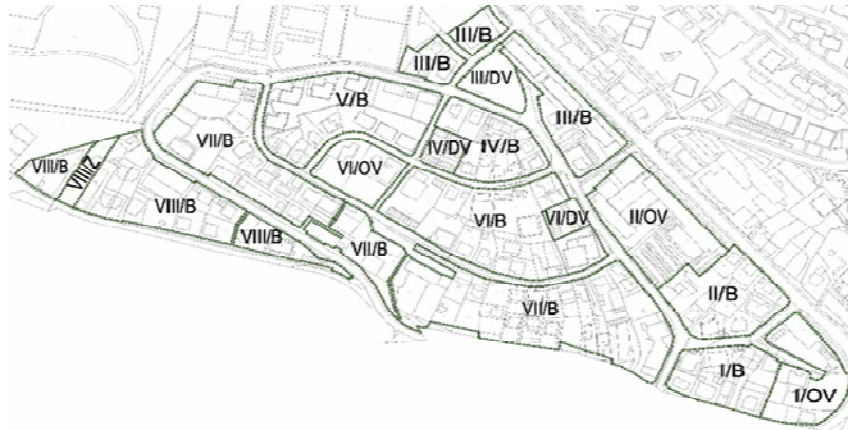 III/B
III/B
III/DV
V/B
III/B
VII/B
IV/DV
IV/B
VIII/B
VIII/Z
VI/OV
VIII/B
VI/B
VI/DV
II/OV
VIII/B
VII/B
II/B
VII/B
I/B
I/OV